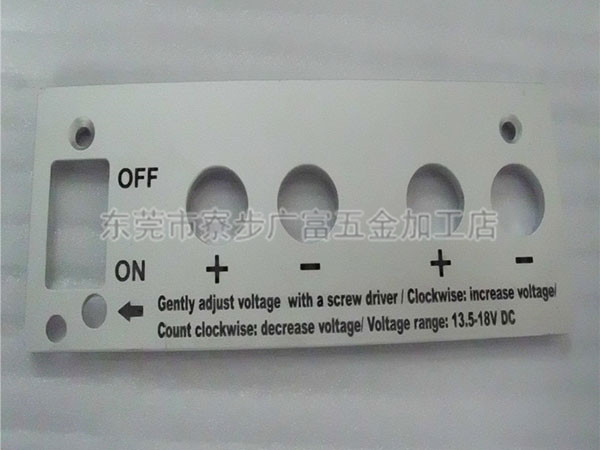 OFF
东莞市泰步广富五金加工店
ON + - + -
Gently adjust voltage with a screw driver / Clockwise: increase voltage/
Count clockwise: decrease voltage/ Voltage range: 13.5-18V DC